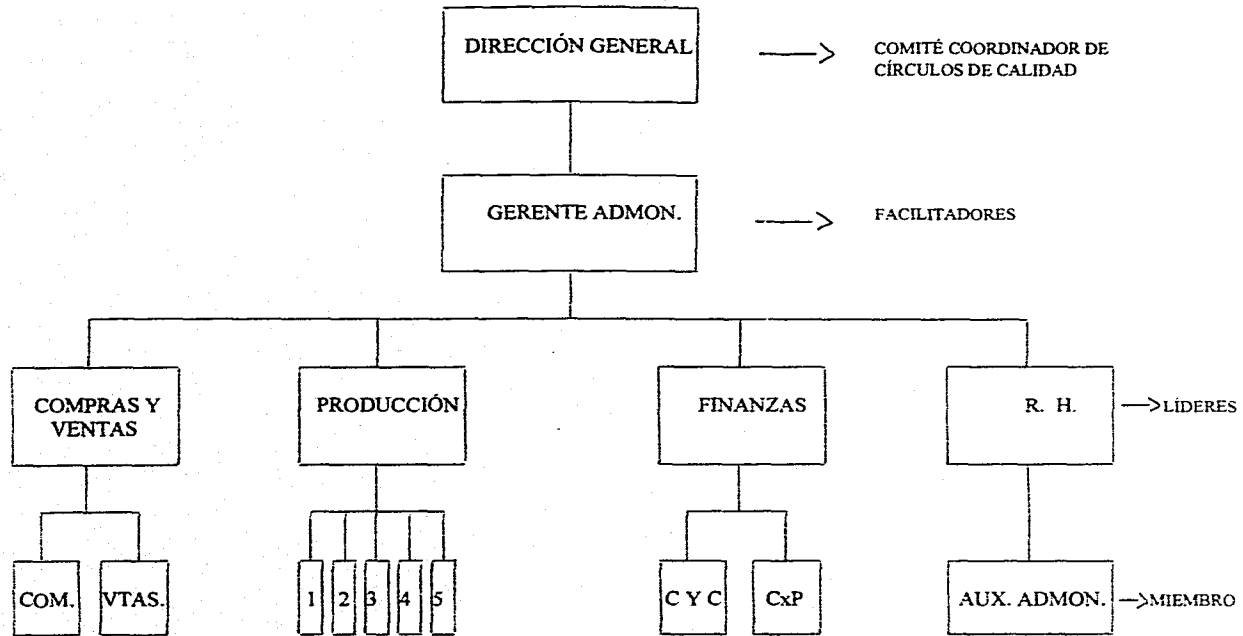 DIRECCIÓN GENERAL
COMITÉ COORDINADOR DE
CÍRCULOS DE CALIDAD
GERENTE ADMON.
FACILITADORES
COMPRAS Y
VENTAS
PRODUCCIÓN
FINANZAS
R. H.
LÍDERES
COM.
VTAS.
1
2
3
4
5
C Y C
CxP
AUX. ADMON.
MIEMBRO